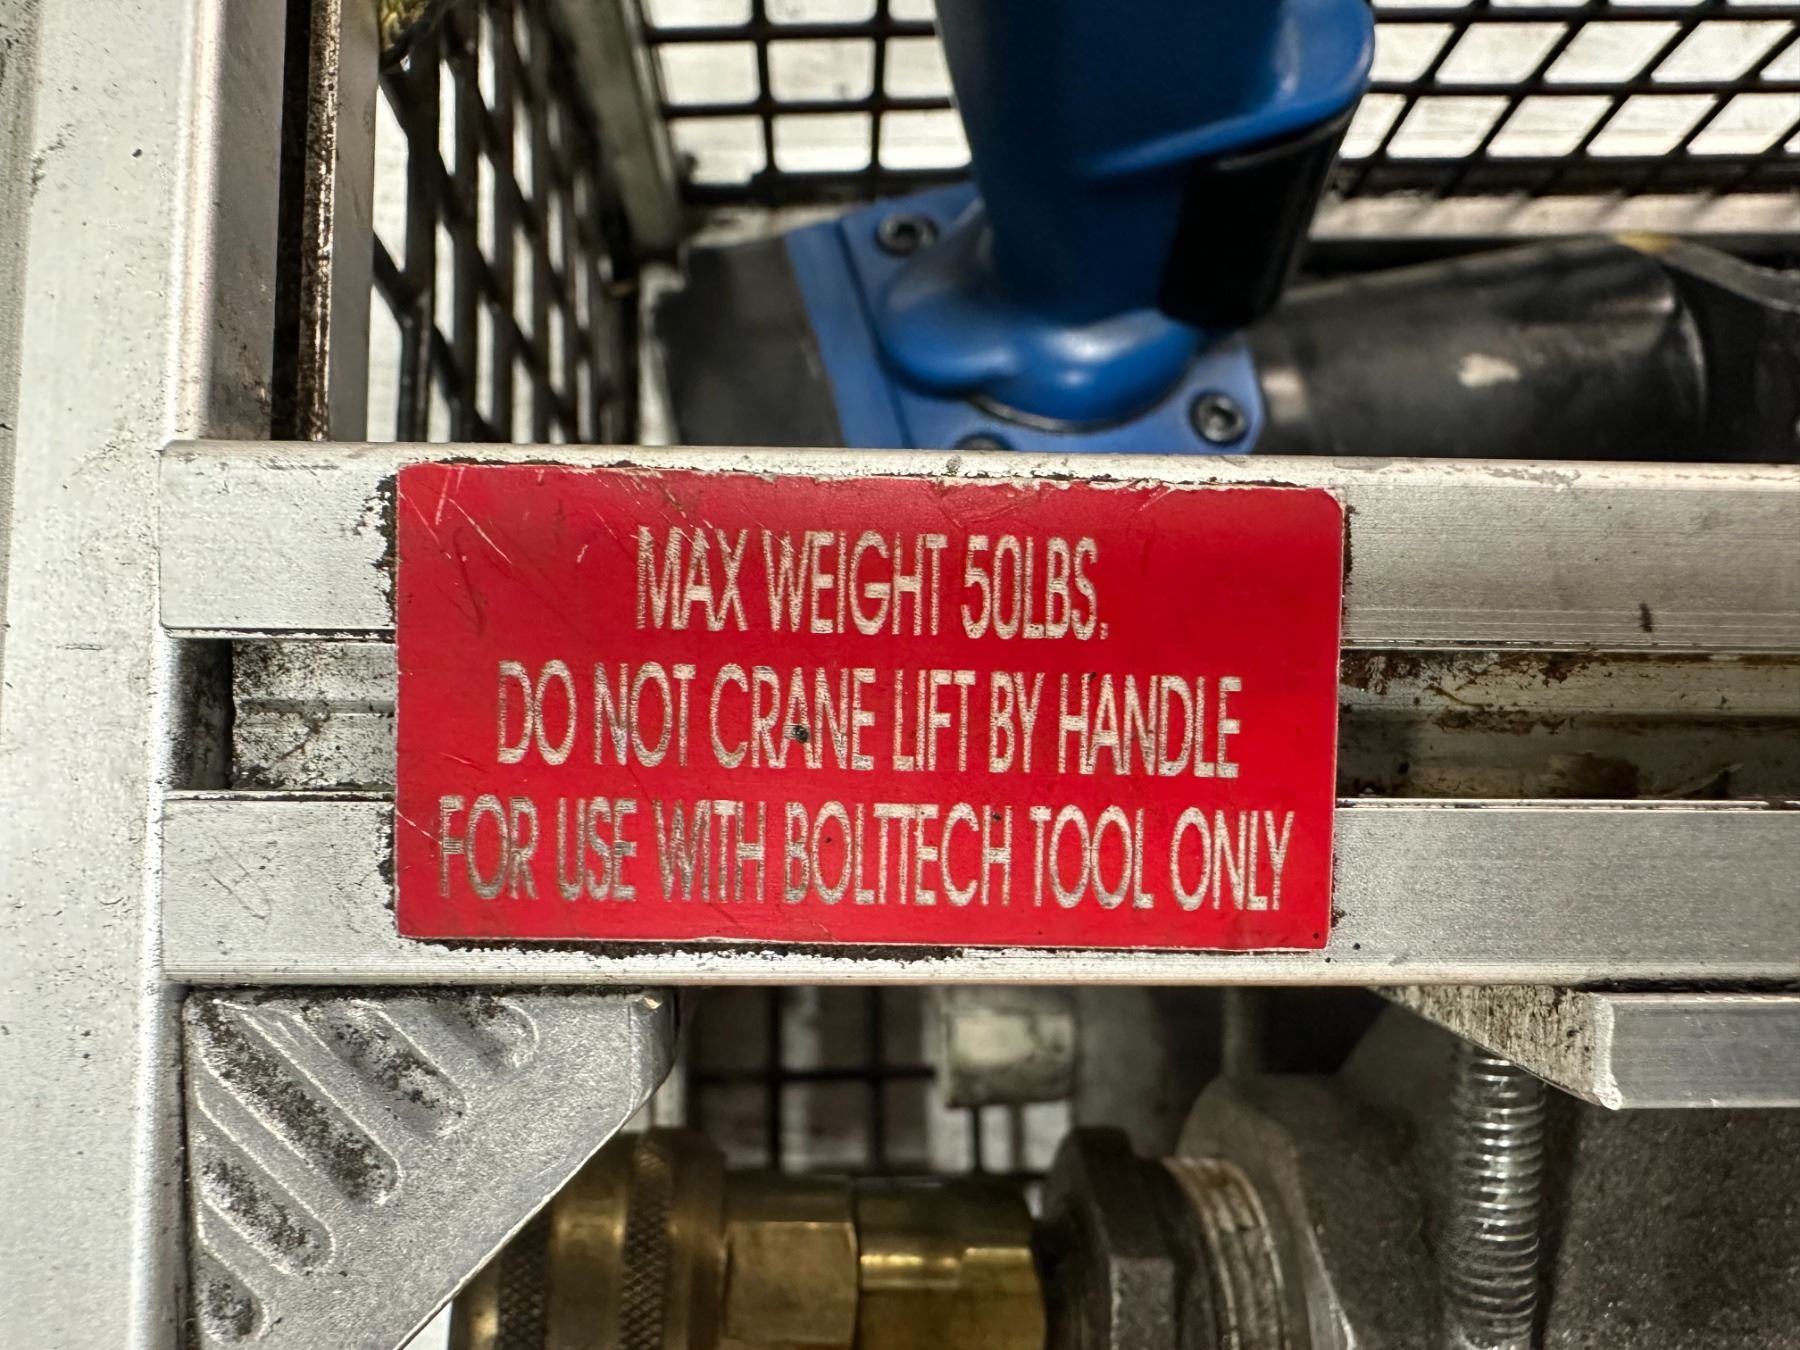 MAX WEIGHT 50LBS.
DO NOT CRANE LIFT BY HANDLE
FOR USE WITH BOLTTECH TOOL ONLY